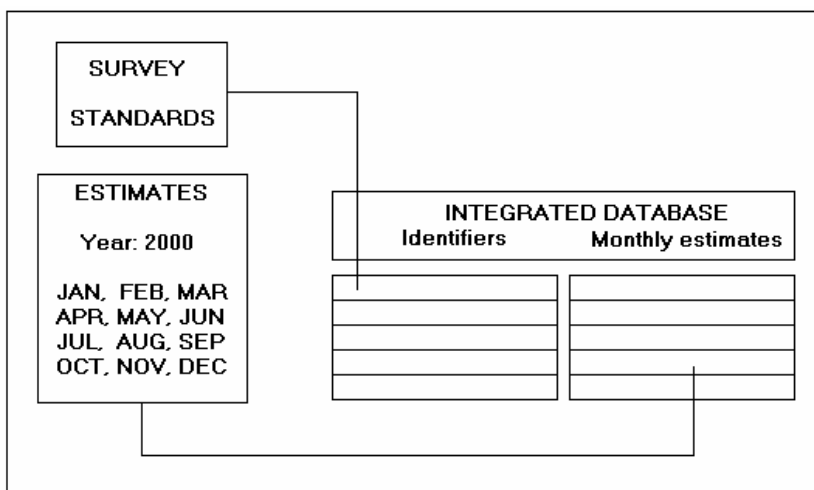 SURVEY
STANDARDS
ESTIMATES
Year: 2000
JAN, FEB, MAR
APR, MAY, JUN
JUL, AUG, SEP
OCT, NOV, DEC
INTEGRATED DATABASE
Identifiers Monthly estimates